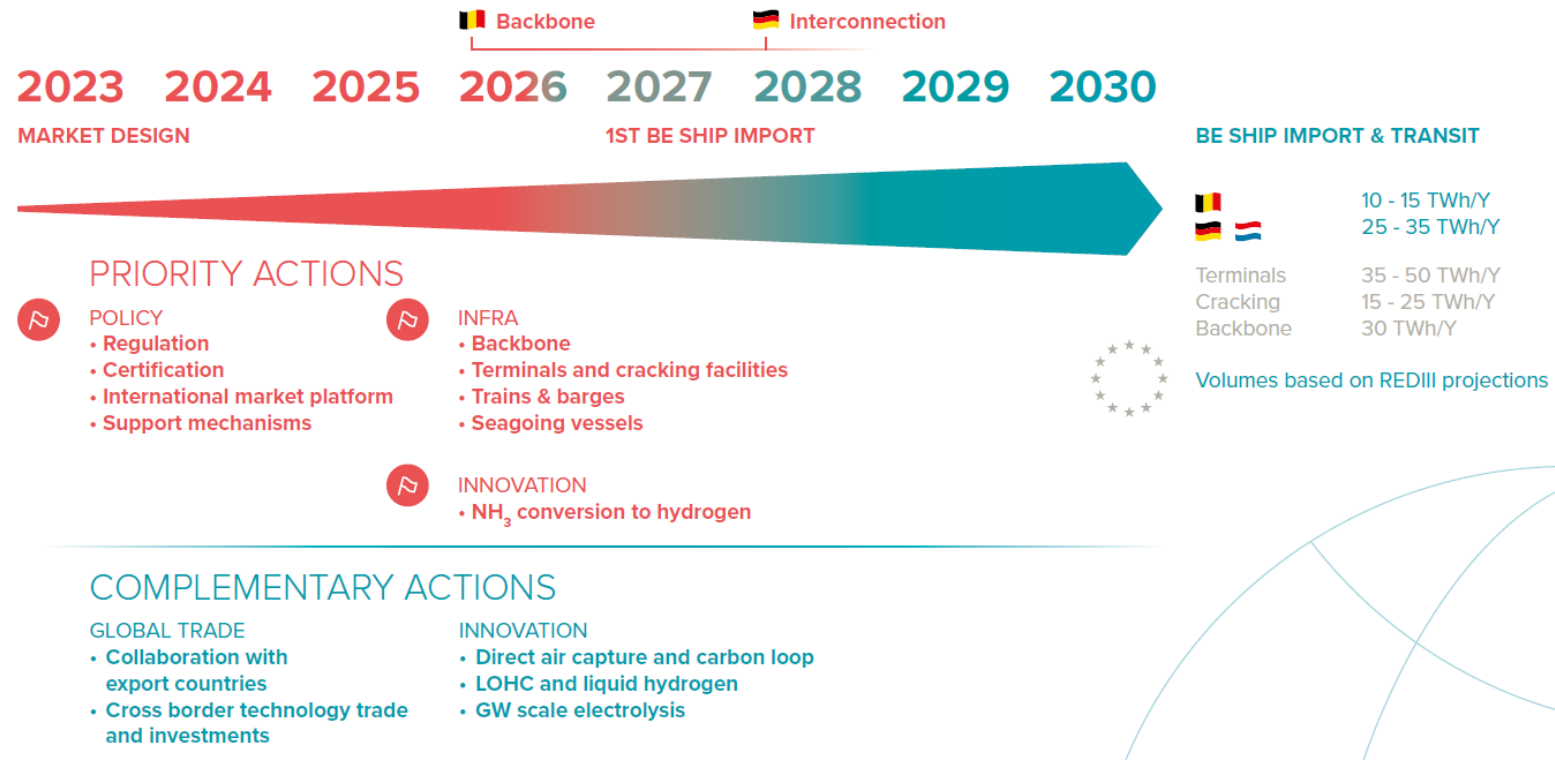 Backbone
Interconnection
2023 2024 2025 2026 2027 2028 2029 2030
MARKET DESIGN
1ST BE SHIP IMPORT
BE SHIP IMPORT & TRANSIT
10 - 15 TWh/Y
25 - 35 TWh/Y
Terminals 35 - 50 TWh/Y
Cracking 15 - 25 TWh/Y
Backbone 30 TWh/Y
Volumes based on REDIII projections
PRIORITY ACTIONS
POLICY
• Regulation
• Certification
• International market platform
• Support mechanisms
INFRA
• Backbone
• Terminals and cracking facilities
• Trains & barges
• Seagoing vessels
INNOVATION
• NH₃ conversion to hydrogen
COMPLEMENTARY ACTIONS
GLOBAL TRADE
• Collaboration with
export countries
• Cross border technology trade
and investments
INNOVATION
• Direct air capture and carbon loop
• LOHC and liquid hydrogen
• GW scale electrolysis